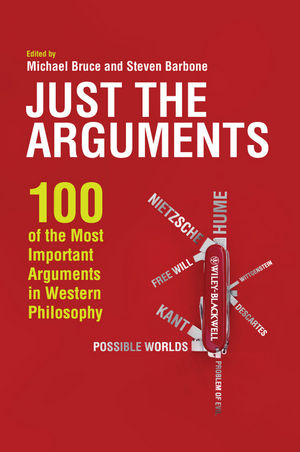 Edited by
Michael Bruce and Steven Barbone
JUST THE
ARGUMENTS
100
of the Most
Important
Arguments
in Western
Philosophy
NIETZSCHE
HUME
FREE WILL
WITTGENSTEIN
DESCARTES
KANT
WILEY-BLACKWELL
POSSIBLE WORLDS
PROBLEM OF EVIL